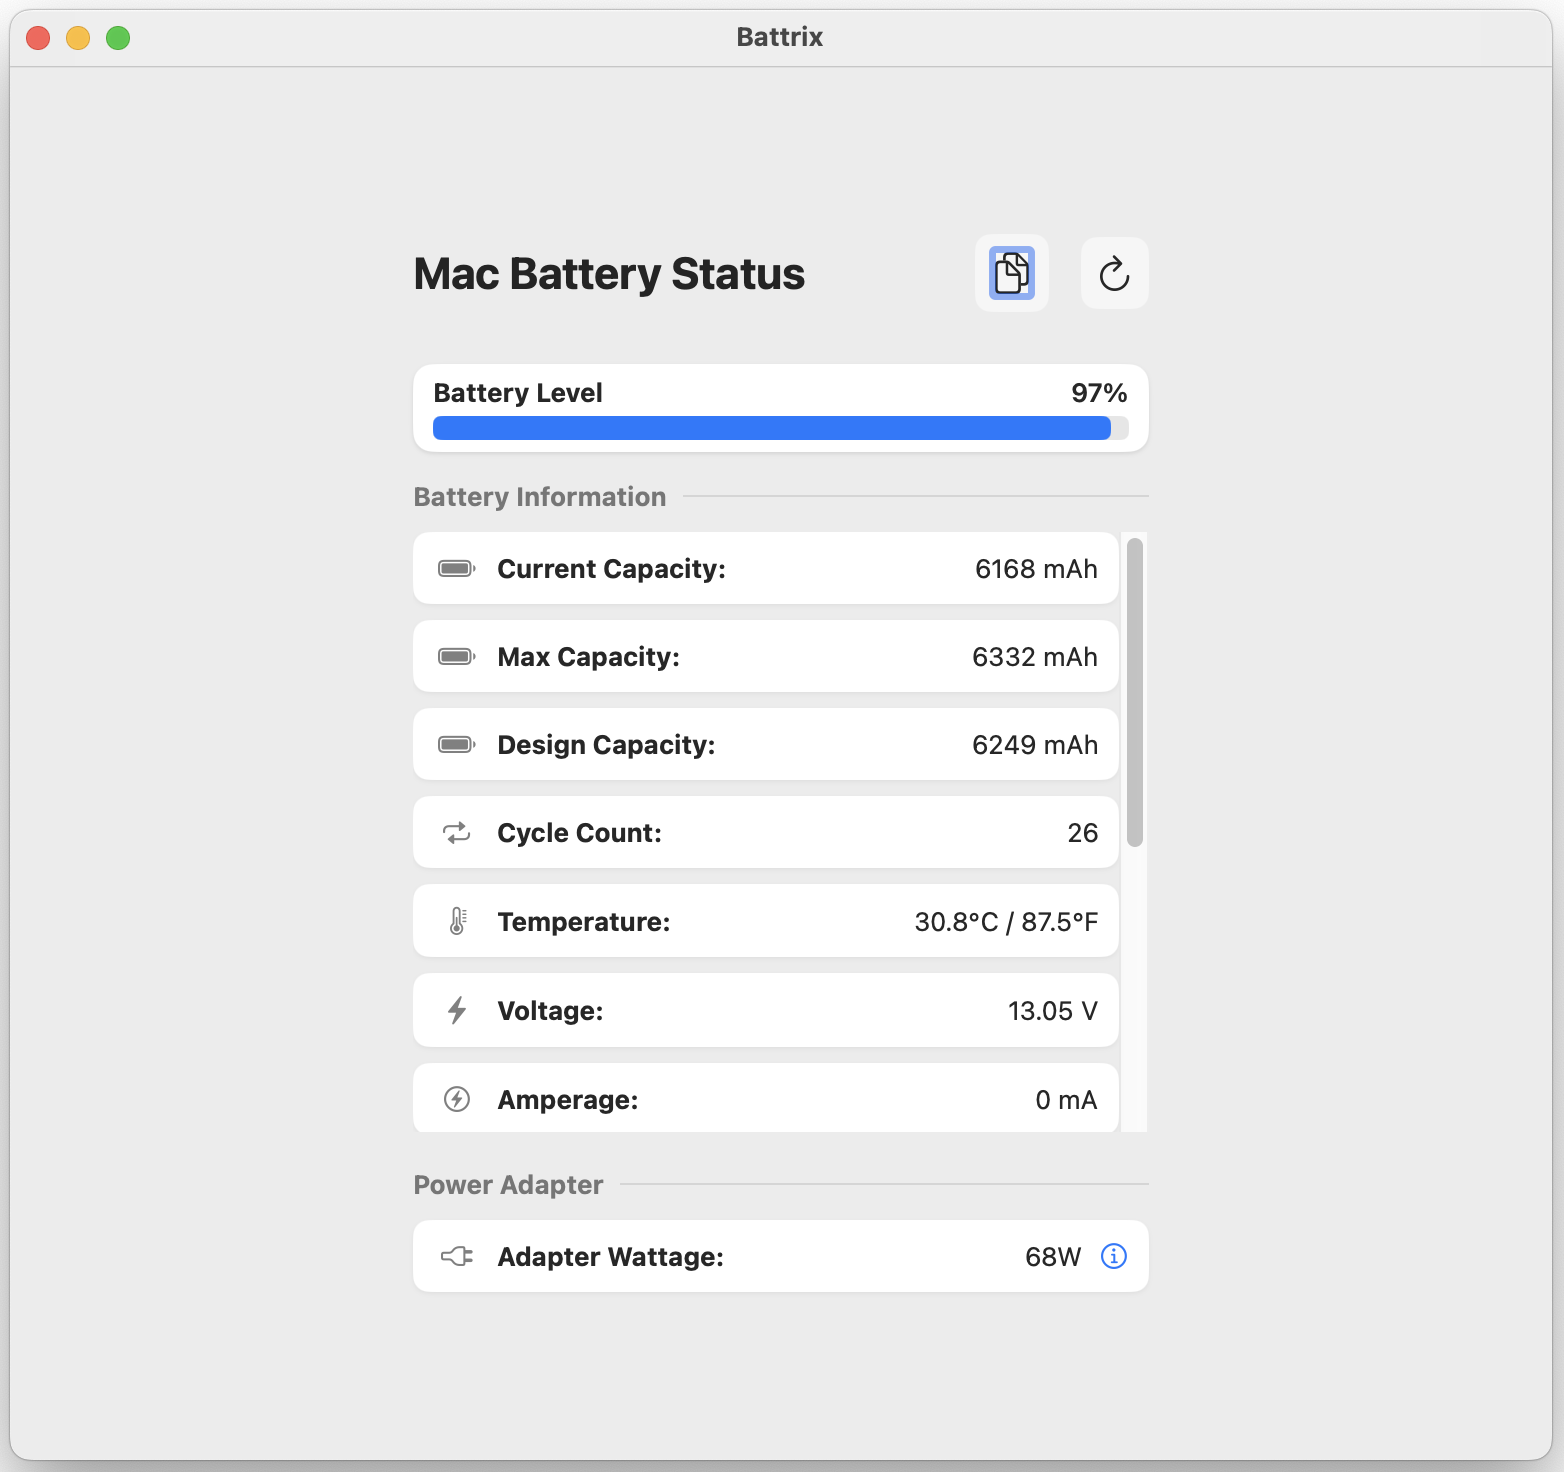 Battrix
Mac Battery Status
Battery Level 97%
Battery Information
Current Capacity: 6168 mAh
Max Capacity: 6332 mAh
Design Capacity: 6249 mAh
Cycle Count: 26
Temperature: 30.8°C / 87.5°F
Voltage: 13.05 V
Amperage: 0 mA
Power Adapter
Adapter Wattage: 68W